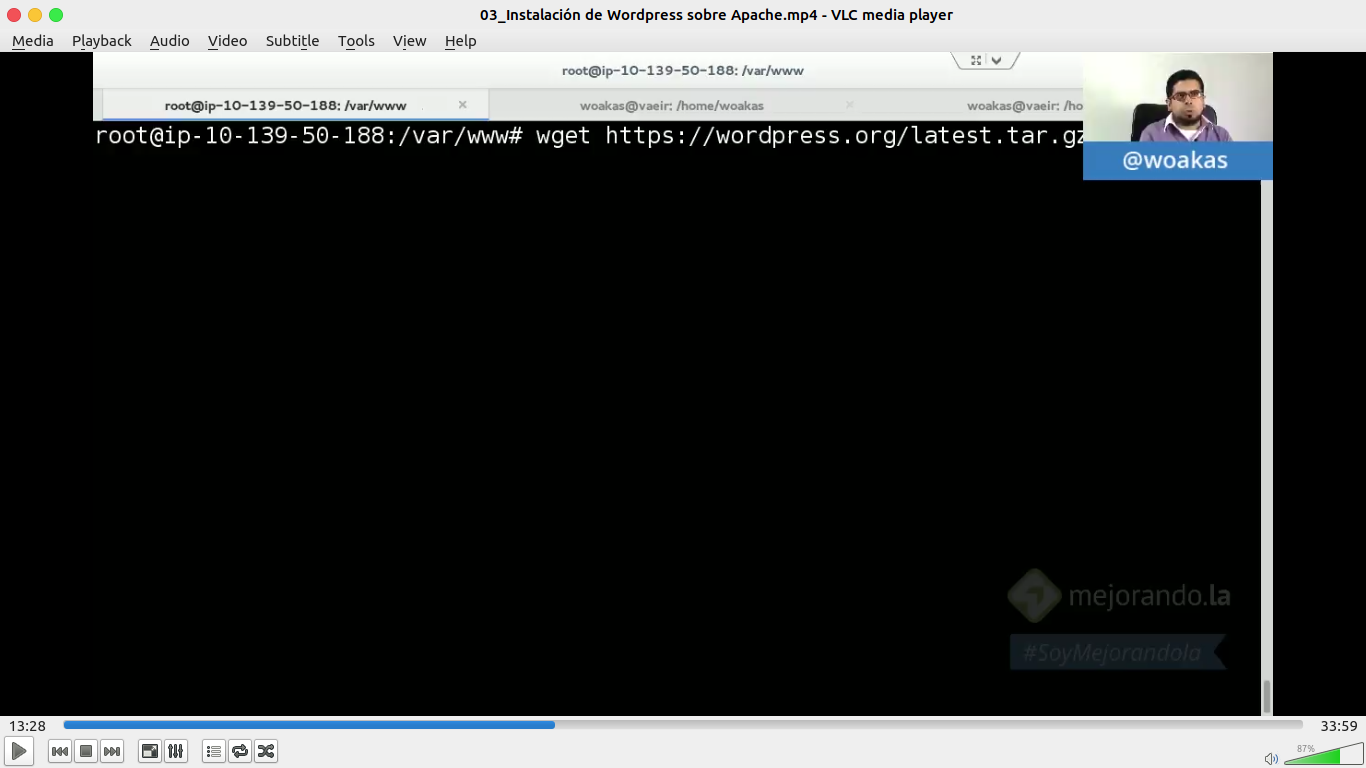 03_Instalación de Wordpress sobre Apache.mp4 - VLC media player
Media Playback Audio Video Subtitle Tools View Help
root@ip-10-139-50-188: /var/www
root@ip-10-139-50-188: /var/www × woakas@vaeir: /home/woakas × woakas@vaeir: /ho
root@ip-10-139-50-188:/var/www# wget https://wordpress.org/latest.tar.gz
@woakas
mejorando.la
#SoyMejorandola
13:28 33:59
87%